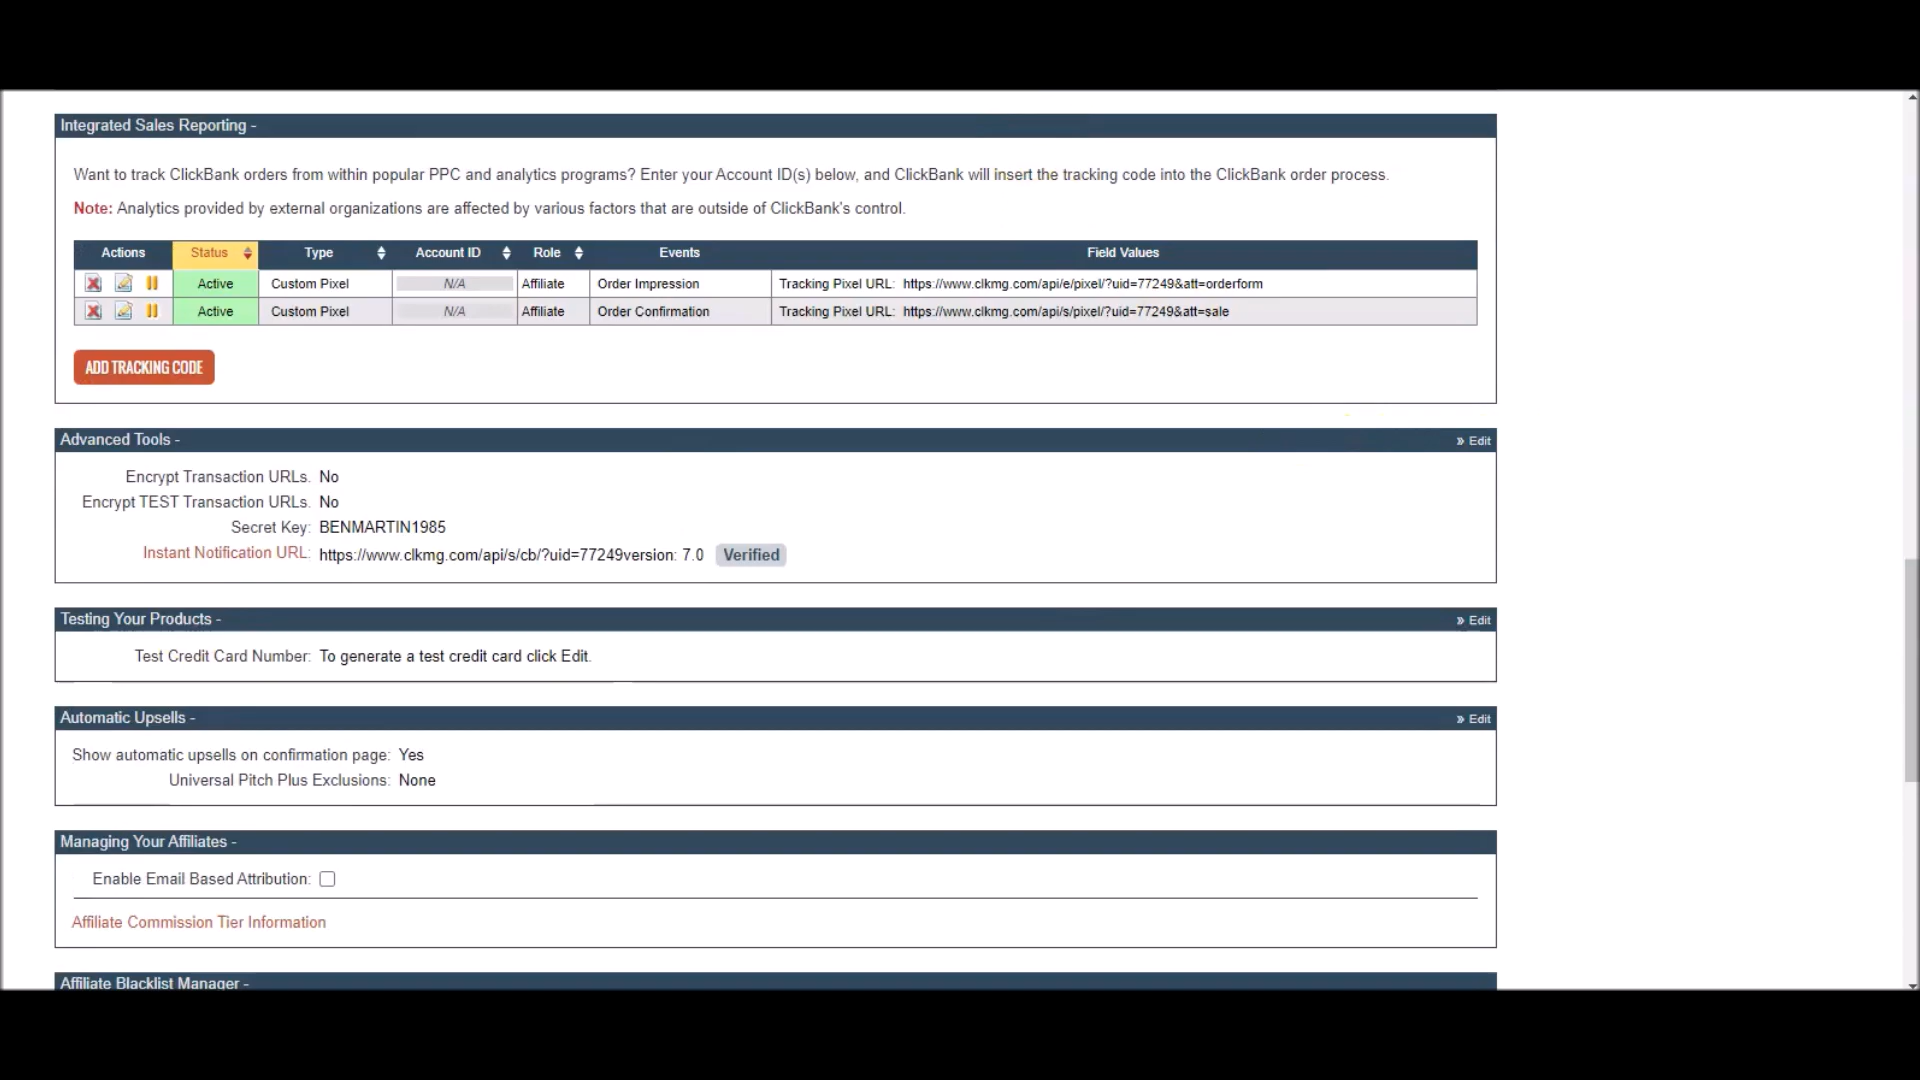 Integrated Sales Reporting -
Want to track ClickBank orders from within popular PPC and analytics programs? Enter your Account ID(s) below, and ClickBank will insert the tracking code into the ClickBank order process.
Note: Analytics provided by external organizations are affected by various factors that are outside of ClickBank's control.
Actions Status Type Account ID Role Events Field Values
Active Custom Pixel N/A Affiliate Order Impression Tracking Pixel URL: https://www.clkmg.com/api/e/pixel/?uid=77249&att=orderform
Active Custom Pixel N/A Affiliate Order Confirmation Tracking Pixel URL: https://www.clkmg.com/api/s/pixel/?uid=77249&att=sale
ADD TRACKING CODE
Advanced Tools - » Edit
Encrypt Transaction URLs. No
Encrypt TEST Transaction URLs. No
Secret Key: BENMARTIN1985
Instant Notification URL: https://www.clkmg.com/api/s/cb/?uid=77249version: 7.0 Verified
Testing Your Products - » Edit
Test Credit Card Number: To generate a test credit card click Edit.
Automatic Upsells - » Edit
Show automatic upsells on confirmation page: Yes
Universal Pitch Plus Exclusions: None
Managing Your Affiliates -
Enable Email Based Attribution:
Affiliate Commission Tier Information
Affiliate Blacklist Manager -